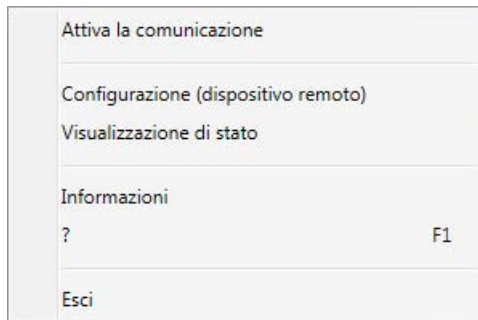 Attiva la comunicazione
Configurazione (dispositivo remoto)
Visualizzazione di stato
Informazioni
? F1
Esci